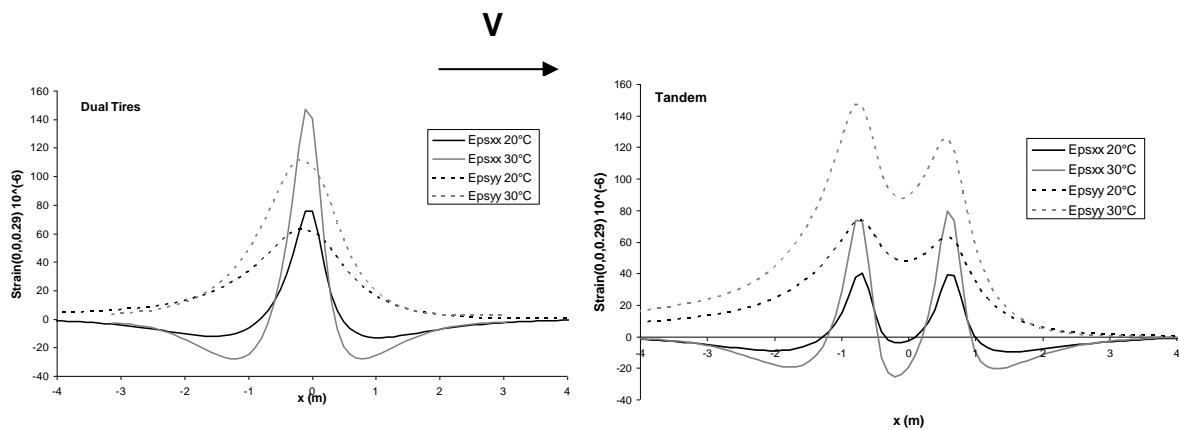 V
Dual Tires
Strain(0,0,0.29) 10^(-6)
160
140
120
100
80
60
40
20
0
-20
-40
-4 -3 -2 -1 0 1 2 3 4
x (m)
Epsxx 20°C
Epsxx 30°C
Epsyy 20°C
Epsyy 30°C
Tandem
Strain(0,0,0.29) 10^(-6)
160
140
120
100
80
60
40
20
0
-20
-40
-4 -3 -2 -1 0 1 2 3 4
x (m)
Epsxx 20°C
Epsxx 30°C
Epsyy 20°C
Epsyy 30°C